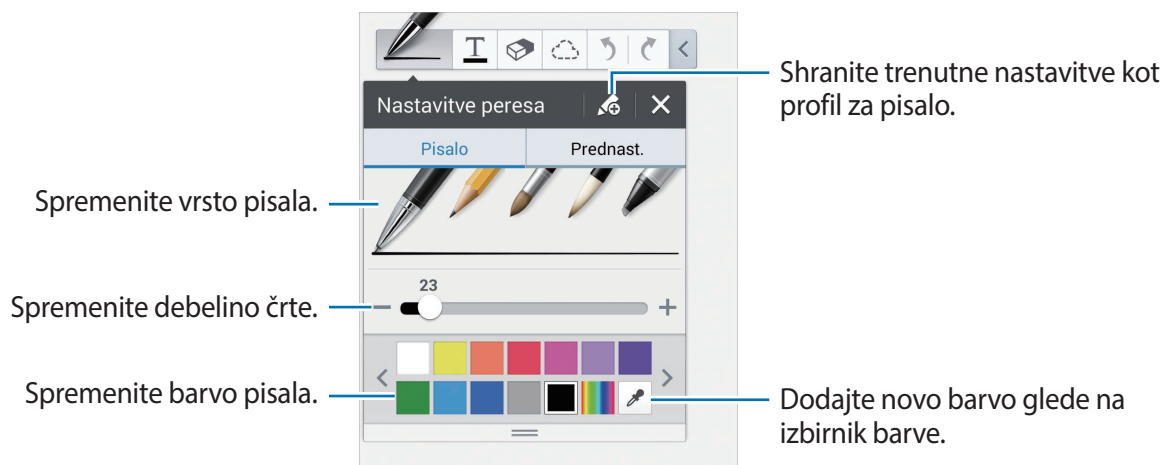 T
Nastavitve peresa
Shranite trenutne nastavitve kot
profil za pisalo.
Pisalo
Prednast.
Spremenite vrsto pisala.
23
Spremenite debelino črte.
Spremenite barvo pisala.
Dodajte novo barvo glede na
izbirnik barve.